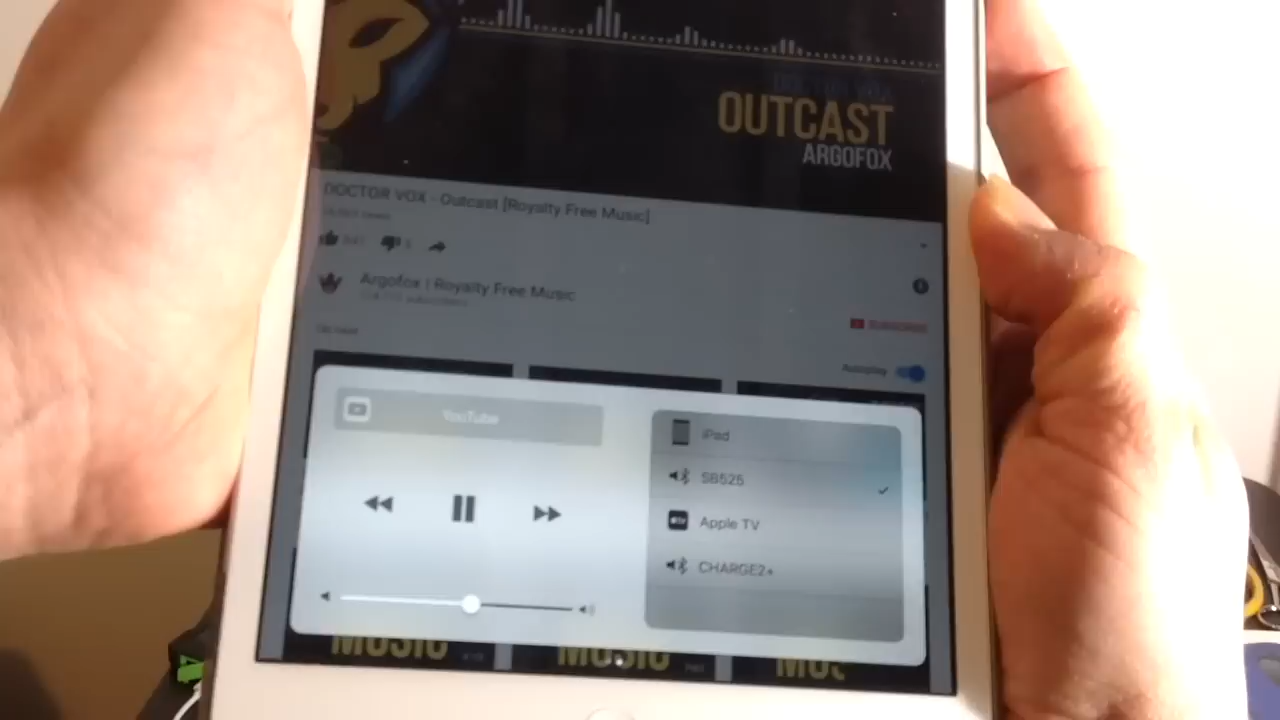 OUTCAST
ARGOFOX
DOCTOR VOX - Outcast [Royalty Free Music]
Argofox | Royalty Free Music
SUBSCRIBE
Autoplay
YouTube
iPad
SB525
Apple TV
CHARGE2+
MUSIC
MUSIC